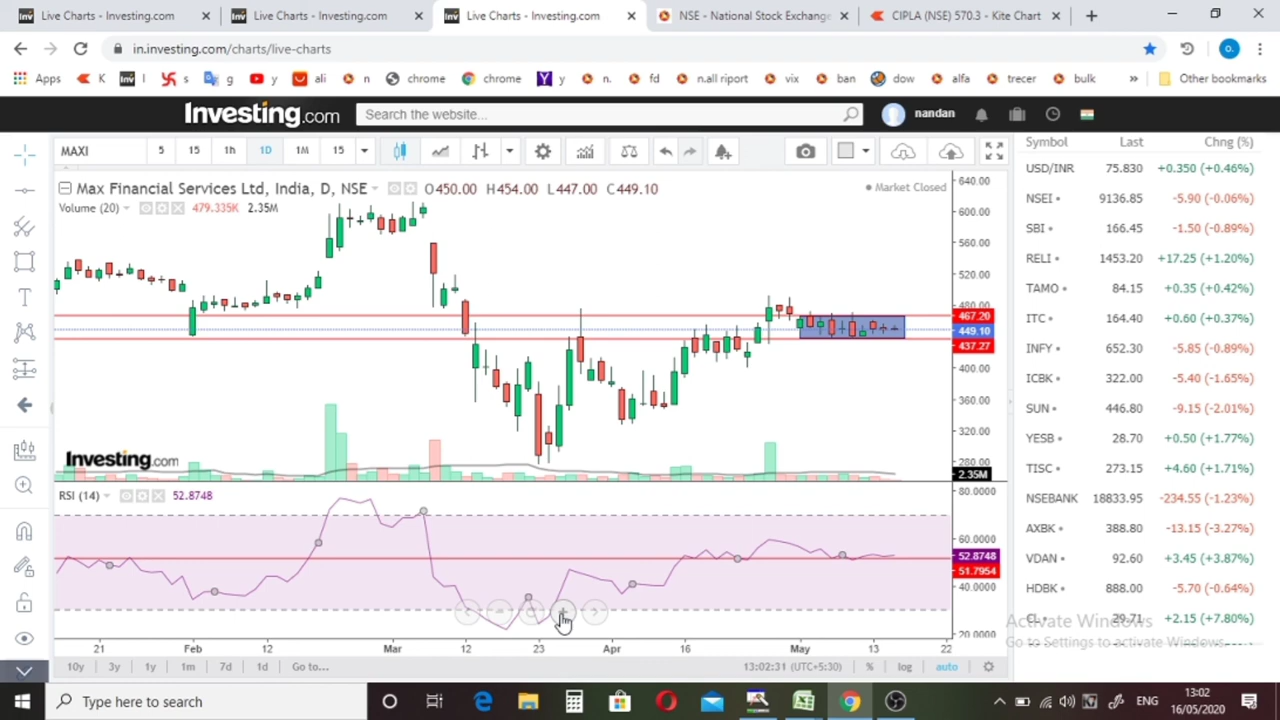 Live Charts - Investing.com
Live Charts - Investing.com
Live Charts - Investing.com
NSE - National Stock Exchange
CIPLA (NSE) 570.3 - Kite Chart
in.investing.com/charts/live-charts
o.
Apps K I s g y ali n chrome chrome y n. fd n.all riport vix ban dow alfa trecer bulk » Other bookmarks
Investing.com
Search the website...
nandan
MAXI 5 15 1h 1D 1M 15
Max Financial Services Ltd, India, D, NSE O450.00 H454.00 L447.00 C449.10
Market Closed
Volume (20) 479.335K 2.35M
640.00
600.00
560.00
520.00
480.00
467.20
449.10
437.27
400.00
360.00
320.00
280.00
2.35M
Investing.com
RSI (14) 52.8748
80.0000
60.0000
52.8748
51.7954
40.0000
20.0000
21 Feb 12 Mar 12 23 Apr 16 May 13 22
10y 3y 1y 1m 7d 1d Go to... 13:02:31 (UTC+5:30) % log auto
Symbol Last Chng (%)
USD/INR 75.830 +0.350 (+0.46%)
NSEI 9136.85 -5.90 (-0.06%)
SBI 166.45 -1.50 (-0.89%)
RELI 1453.20 +17.25 (+1.20%)
TAMO 84.15 +0.35 (+0.42%)
ITC 164.40 +0.60 (+0.37%)
INFY 652.30 -5.85 (-0.89%)
ICBK 322.00 -5.40 (-1.65%)
SUN 446.80 -9.15 (-2.01%)
YESB 28.70 +0.50 (+1.77%)
TISC 273.15 +4.60 (+1.71%)
NSEBANK 18833.95 -234.55 (-1.23%)
AXBK 388.80 -13.15 (-3.27%)
VDAN 92.60 +3.45 (+3.87%)
HDBK 888.00 -5.70 (-0.64%)
CL 29.71 +2.15 (+7.80%)
Activate Windows
Go to Settings to activate Windows.
Type here to search
ENG
13:02
16/05/2020